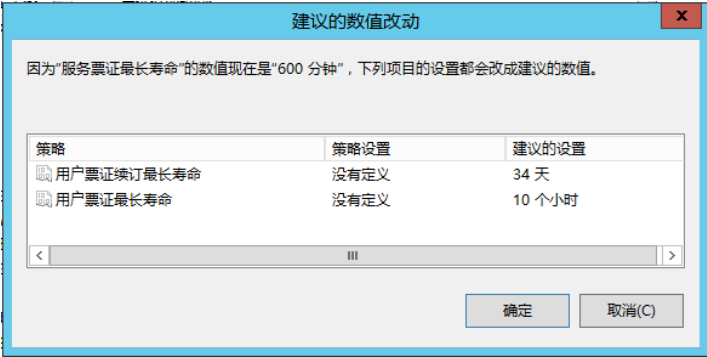 建议的数值改动
x
因为"服务票证最长寿命"的数值现在是"600 分钟"，下列项目的设置都会改成建议的数值。
策略 策略设置 建议的设置
用户票证续订最长寿命 没有定义 34 天
用户票证最长寿命 没有定义 10 个小时
确定 取消(C)